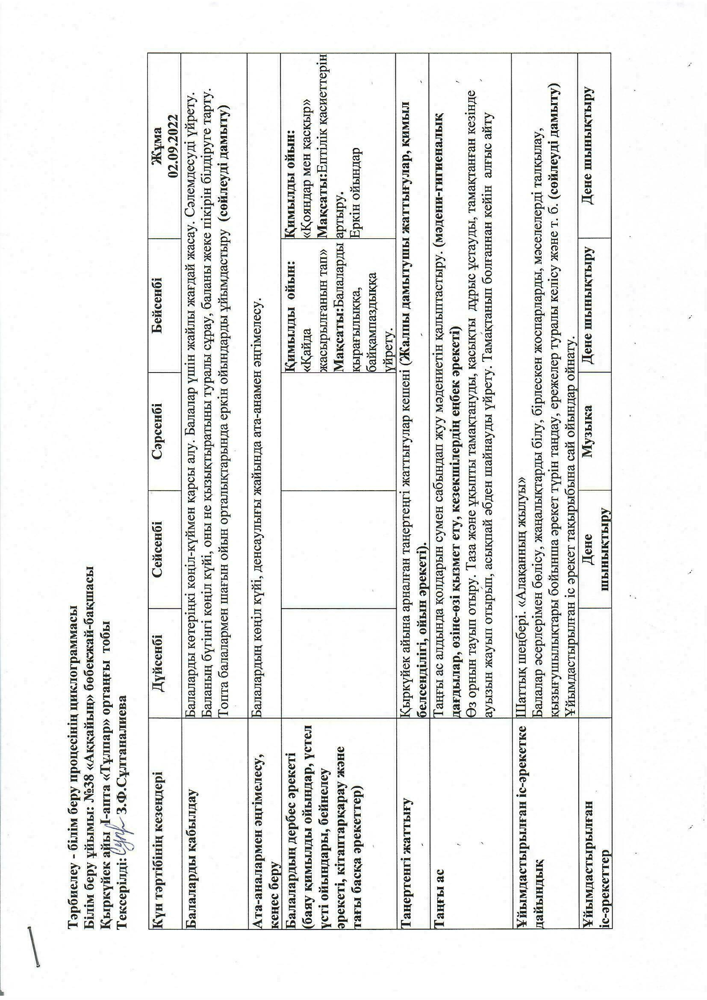 Тәрбиелеу - білім беру процесінің циклограммасы
Білім беру ұйымы: №38 «Аққайың» бөбекжай-бақшасы
Қыркүйек айы I-апта «Тұлпар» ортаңғы тобы
Тексерілді: З.Ф.Сұлтаналиева
Күн тәртібінің кезеңдері
Дүйсенбі
Сейсенбі
Сәрсенбі
Бейсенбі
Жұма
02.09.2022
Балаларды қабылдау
Балаларды көтеріңкі көңіл-күймен қарсы алу. Балалар үшін жайлы жағдай жасау. Сәлемдесуді үйрету.
Баланың бүгінгі көңіл күйі, оны не қызықтыратыны туралы сұрау, баланы жеке пікірін білдіруге тарту.
Топта балалармен шағын ойын орталықтарында еркін ойындарды ұйымдастыру (сөйлеуді дамыту)
Ата-аналармен әңгімелесу,
кеңес беру
Балалардың көңіл күйі, денсаулығы жайында ата-анамен әңгімелесу.
Балалардың дербес әрекеті
(баяу қимылды ойындар, үстел
үсті ойындары, бейнелеу
әрекеті, кітаптарқарау және
тағы басқа әрекеттер)
Қимылды ойын:
«Қайда
жасырылғанын тап»
Мақсаты:Балаларды
қырағылыққа,
байқампаздыққа
үйрету.
Қимылды ойын:
«Қояндар мен қасқыр»
Мақсаты:Ептілік қасиеттерін
артыру.
Еркін ойындар
Таңертенгі жаттығу
Қыркүйек айына арналған таңертеңгі жаттығулар кешені (Жалпы дамытушы жаттығулар, қимыл
белсенділігі, ойын әрекеті).
Таңғы ас
Таңғы ас алдында қолдарын сумен сабындап жуу мәдениетін қалыптастыру. (мәдени-гигиеналық
дағдылар, өзіне-өзі қызмет ету, кезекшілердің еңбек әрекеті)
Өз орнын тауып отыру. Таза және ұқыпты тамақтануды, қасықты дұрыс ұстауды, тамақтанған кезінде
ауызын жауып отырып, асықпай әбден шайнауды үйрету. Тамақтанып болғаннан кейін алғыс айту
Ұйымдастырылған іс-әрекетке
дайындық
Шаттық шеңбері. «Алақанның жылуы»
Балалар әсерлерімен бөлісу, жаңалықтарды білу, бірлескен жоспарларды, мәселелерді талқылау,
қызығушылықтары бойынша әрекет түрін таңдау, ережелер туралы келісу және т. б. (сөйлеуді дамыту)
Ұйымдастырылған іс әрекет тақырыбына сай ойындар ойнату.
Ұйымдастырылған
іс-әрекеттер
Дене
шынықтыру
Музыка
Дене шынықтыру
Дене шынықтыру